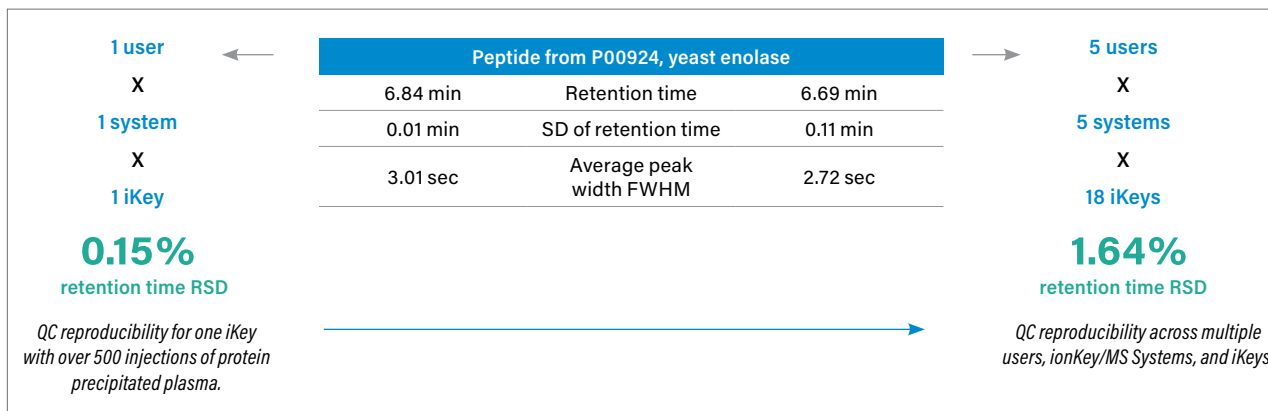 1 user
X
1 system
X
1 iKey
0.15%
retention time RSD
QC reproducibility for one iKey
with over 500 injections of protein
precipitated plasma.
Peptide from P00924, yeast enolase
6.84 min Retention time 6.69 min
0.01 min SD of retention time 0.11 min
3.01 sec Average peak width FWHM 2.72 sec
5 users
X
5 systems
X
18 iKeys
1.64%
retention time RSD
QC reproducibility across multiple
users, ionKey/MS Systems, and iKeys